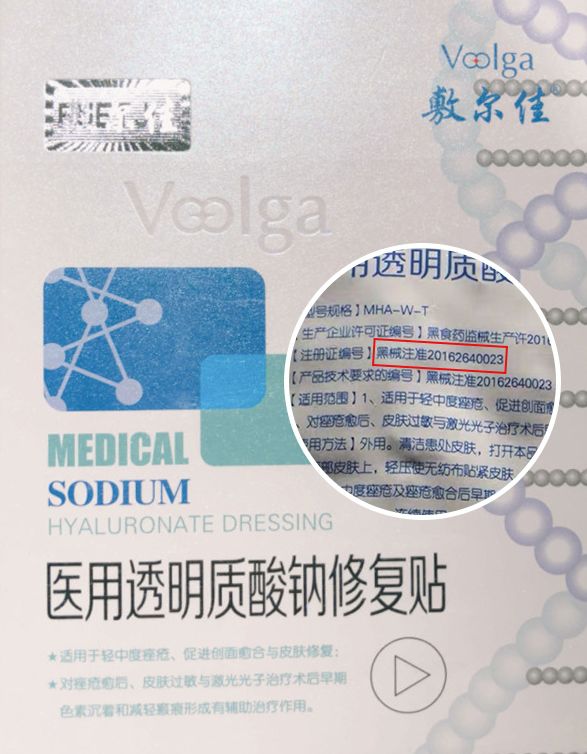 Voolga
敷尔佳®
Voolga
用透明质酸
型号规格】MHA-W-T
【生产企业许可证编号】黑食药监械生产许201
【注册证编号】黑械注准20162640023
【产品技术要求的编号】黑械注准20162640023
【适用范围】1、适用于轻中度痤疮、促进创面愈
、对痤疮愈后、皮肤过敏与激光光子治疗术后
使用方法】外用。清洁患处皮肤，打开本品
部皮肤上，轻压使无纺布贴紧皮肤
中度痤疮及痤疮愈合后早期
连续使用
MEDICAL
SODIUM
HYALURONATE DRESSING
医用透明质酸钠修复贴
★适用于轻中度痤疮、促进创面愈合与皮肤修复；
★对痤疮愈后、皮肤过敏与激光光子治疗术后早期
色素沉着和减轻瘢痕形成有辅助治疗作用。